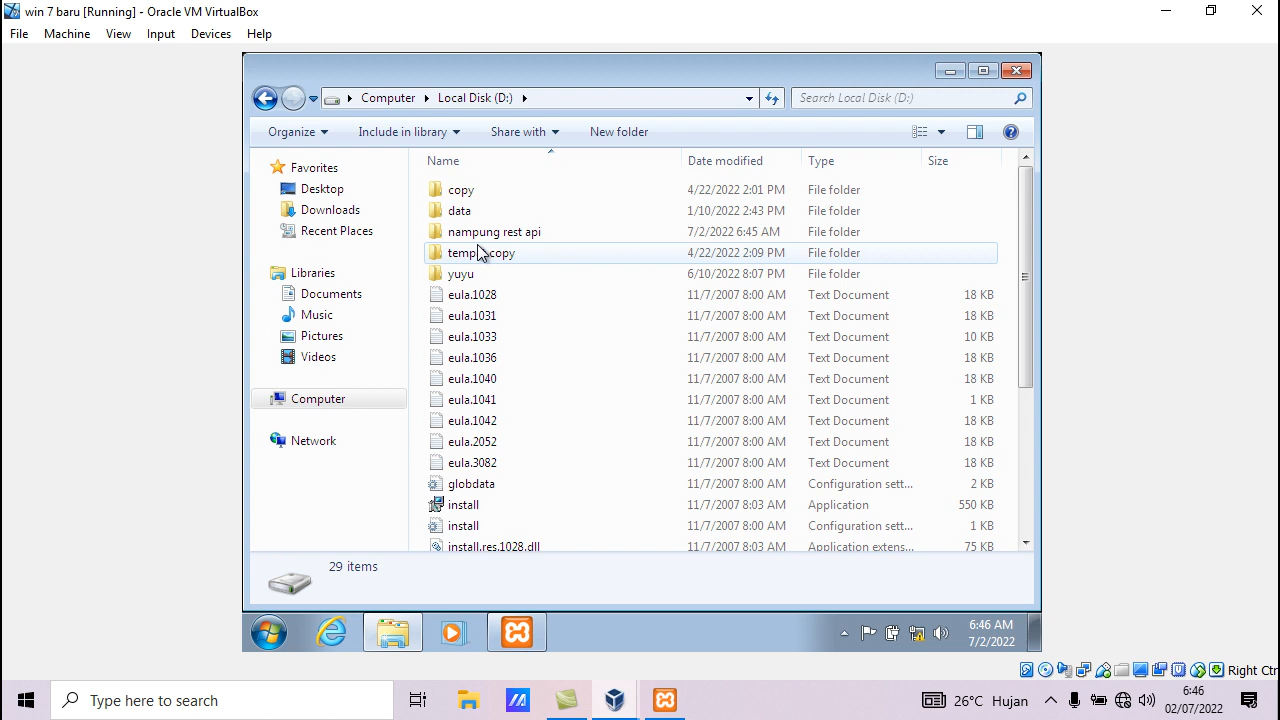 win 7 baru [Running] - Oracle VM VirtualBox
File Machine View Input Devices Help
Computer Local Disk (D:)
Search Local Disk (D:)
Organize Include in library Share with New folder
Name Date modified Type Size
Favorites
Desktop
Downloads
Recent Places
Libraries
Documents
Music
Pictures
Videos
Computer
Network
copy 4/22/2022 2:01 PM File folder
data 1/10/2022 2:43 PM File folder
nampung rest api 7/2/2022 6:45 AM File folder
copy 4/22/2022 2:09 PM File folder
yuyu 6/10/2022 8:07 PM File folder
eula.1028 11/7/2007 8:00 AM Text Document 18 KB
eula.1031 11/7/2007 8:00 AM Text Document 18 KB
eula.1033 11/7/2007 8:00 AM Text Document 10 KB
eula.1036 11/7/2007 8:00 AM Text Document 18 KB
eula.1040 11/7/2007 8:00 AM Text Document 18 KB
eula.1041 11/7/2007 8:00 AM Text Document 1 KB
eula.1042 11/7/2007 8:00 AM Text Document 18 KB
eula.2052 11/7/2007 8:00 AM Text Document 18 KB
eula.3082 11/7/2007 8:00 AM Text Document 18 KB
globdata 11/7/2007 8:00 AM Configuration sett... 2 KB
install 11/7/2007 8:03 AM Application 550 KB
install 11/7/2007 8:00 AM Configuration sett... 1 KB
install.res.1028.dll 11/7/2007 8:03 AM Application extens... 75 KB
29 items
6:46 AM
7/2/2022
Right Ctr
Type here to search
26°C Hujan
6:46
02/07/2022